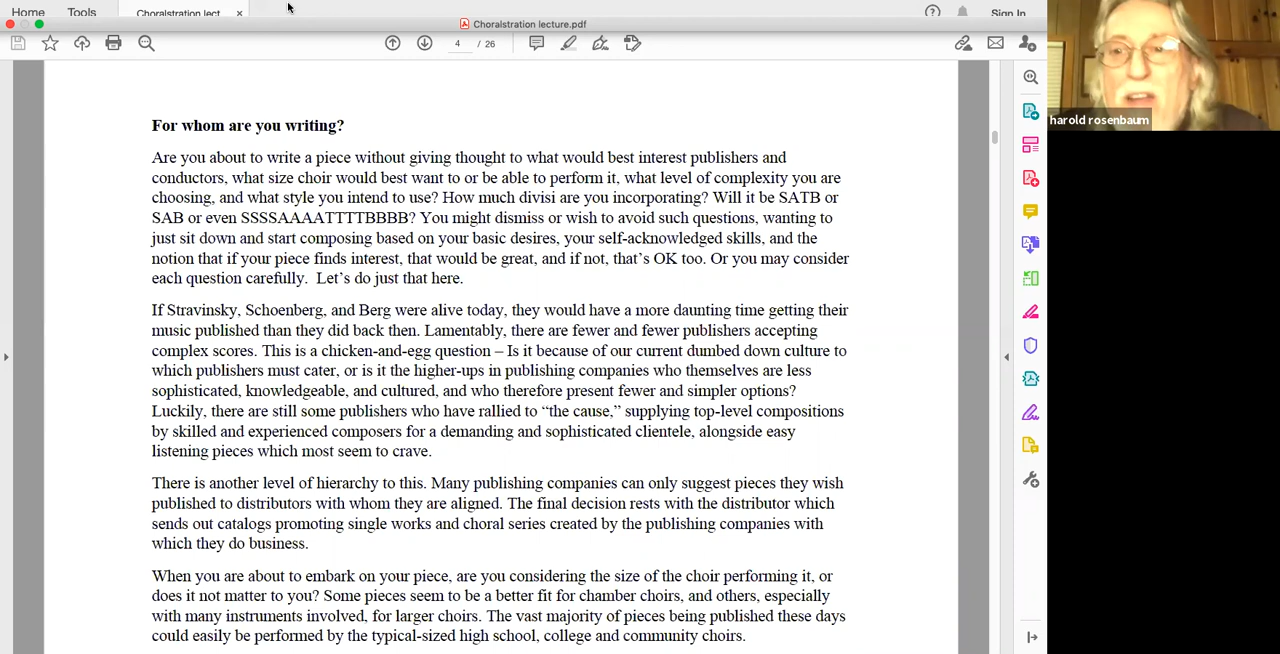 Home Tools Choralstration lect × Sign In
Choralstration lecture.pdf
4 / 26
harold rosenbaum
For whom are you writing?
Are you about to write a piece without giving thought to what would best interest publishers and
conductors, what size choir would best want to or be able to perform it, what level of complexity you are
choosing, and what style you intend to use? How much divisi are you incorporating? Will it be SATB or
SAB or even SSSSAAAATTTTBBBB? You might dismiss or wish to avoid such questions, wanting to
just sit down and start composing based on your basic desires, your self-acknowledged skills, and the
notion that if your piece finds interest, that would be great, and if not, that’s OK too. Or you may consider
each question carefully.  Let’s do just that here.
If Stravinsky, Schoenberg, and Berg were alive today, they would have a more daunting time getting their
music published than they did back then. Lamentably, there are fewer and fewer publishers accepting
complex scores. This is a chicken-and-egg question – Is it because of our current dumbed down culture to
which publishers must cater, or is it the higher-ups in publishing companies who themselves are less
sophisticated, knowledgeable, and cultured, and who therefore present fewer and simpler options?
Luckily, there are still some publishers who have rallied to “the cause,” supplying top-level compositions
by skilled and experienced composers for a demanding and sophisticated clientele, alongside easy
listening pieces which most seem to crave.
There is another level of hierarchy to this. Many publishing companies can only suggest pieces they wish
published to distributors with whom they are aligned. The final decision rests with the distributor which
sends out catalogs promoting single works and choral series created by the publishing companies with
which they do business.
When you are about to embark on your piece, are you considering the size of the choir performing it, or
does it not matter to you? Some pieces seem to be a better fit for chamber choirs, and others, especially
with many instruments involved, for larger choirs. The vast majority of pieces being published these days
could easily be performed by the typical-sized high school, college and community choirs.